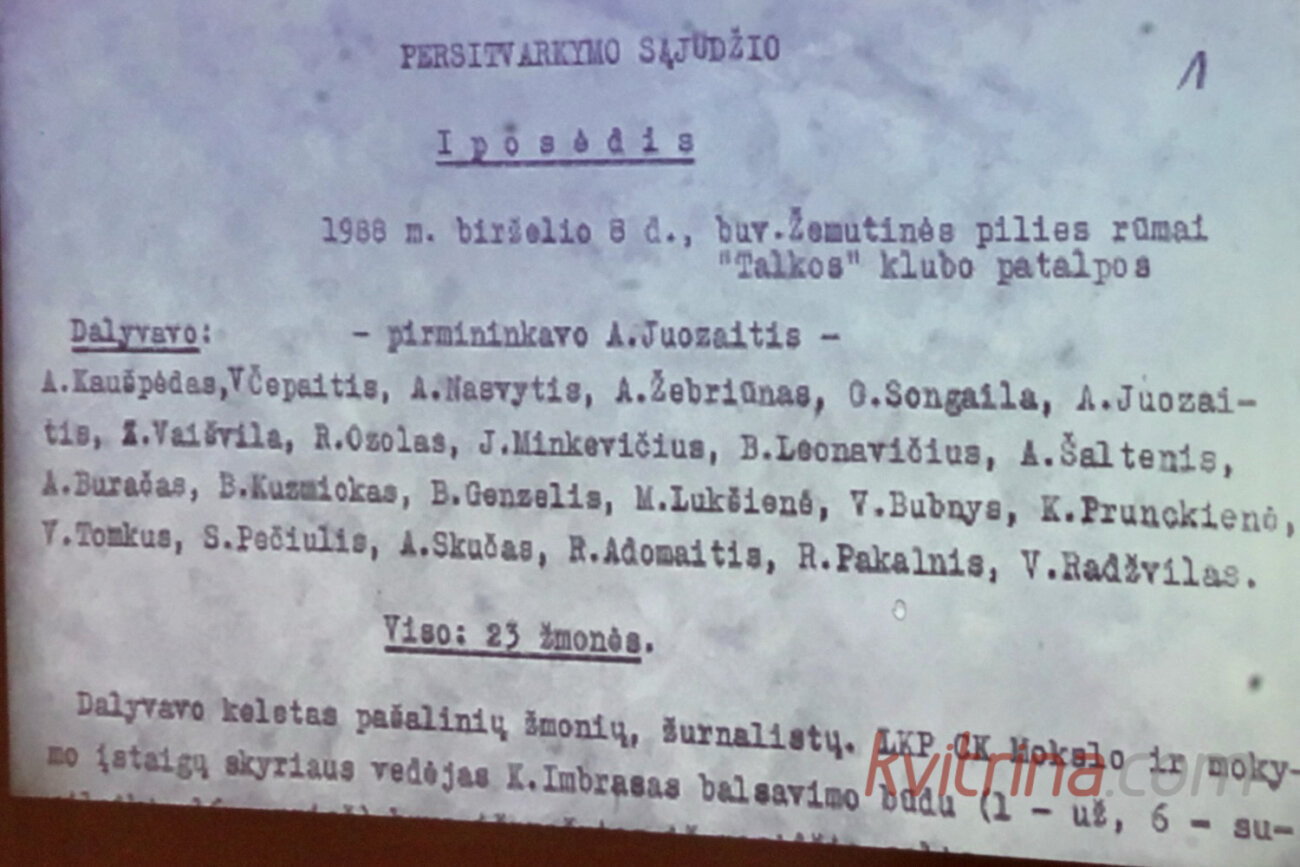 PERSITVARKYMO SĄJUDŽIO
1
I posėdis
1988 m. birželio 8 d., buv.Žemutinės pilies rūmai
"Talkos" klubo patalpos
Dalyvavo: - pirmininkavo A.Juozaitis -
A.Kaušpėdas,VČepaitis, A.Nasvytis, A.Žebriūnas, O.Songaila, A.Juozai-
tis, Z.Vaišvila, R.Ozolas, J.Minkevičius, B.Leonavičius, A.Šaltenis,
A.Buračas, B.Kuzmickas, B.Genzelis, M.Lukšienė, V.Bubnys, K.Prunckienė,
V.Tomkus, S.Pečiulis, A.Skučas, R.Adomaitis, R.Pakalnis, V.Radžvilas.
Viso: 23 žmonės.
Dalyvavo keletas pašalinių žmonių, žurnalistų. LKP CK Mokslo ir moky-
mo įstaigų skyriaus vedėjas K.Imbrasas balsavimo būdu (1 - už, 6 - su-
kvitrina.com